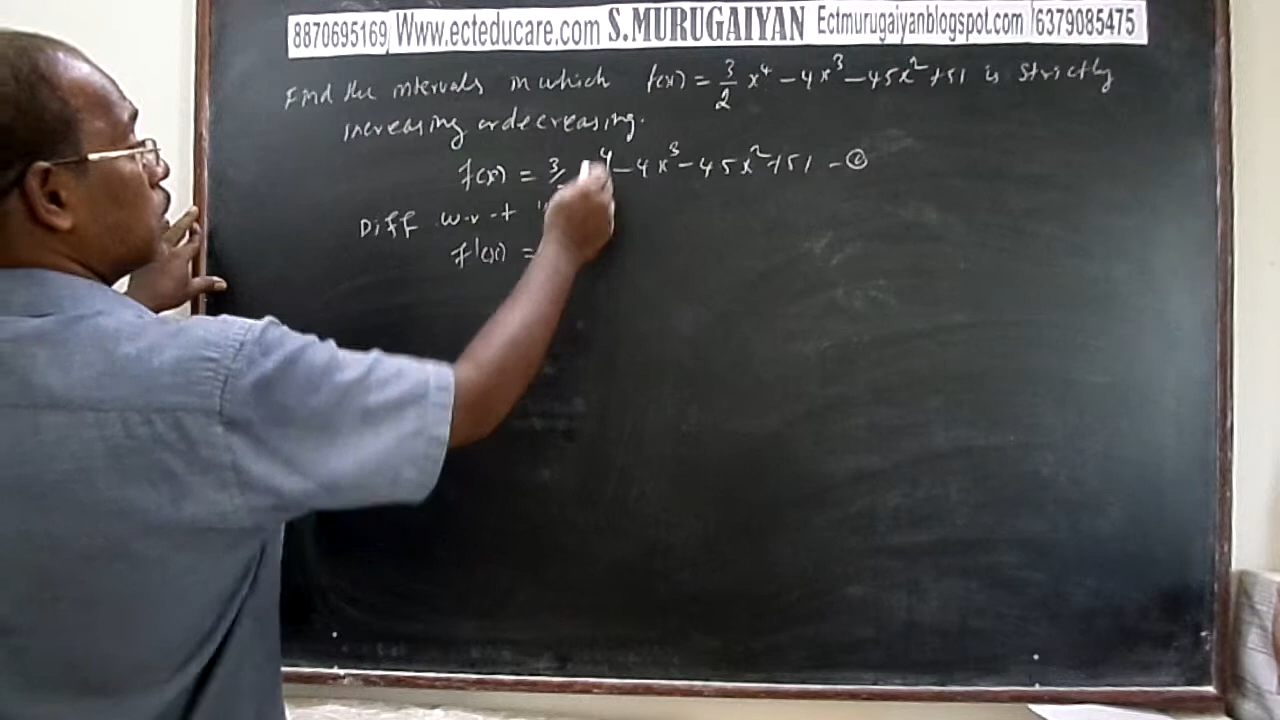 8870695169 Www.ecteducare.com S.MURUGAIYAN Ectmurugaiyanblogspot.com 6379085475
Find the intervals in which f(x) = 3/2 x⁴ - 4x³ - 45x² + 51 is strictly
increasing or decreasing.
f(x) = 3/ ⁴ - 4x³ - 45x² + 51 -
Diff w.r.t
f'(x) =